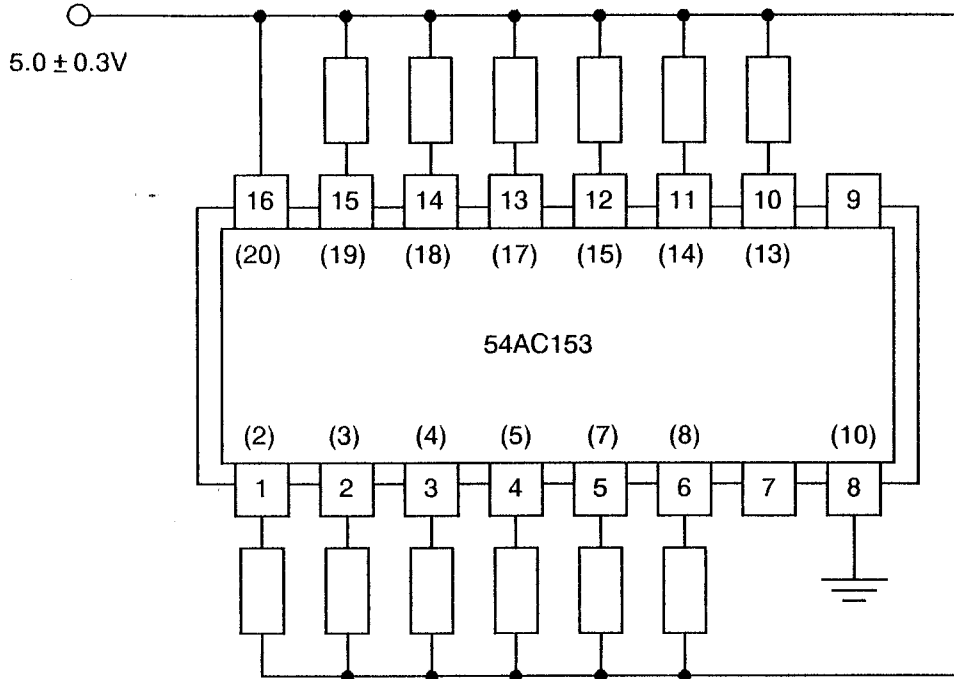 5.0 ± 0.3V
16 15 14 13 12 11 10 9
(20) (19) (18) (17) (15) (14) (13)
54AC153
(2) (3) (4) (5) (7) (8) (10)
1 2 3 4 5 6 7 8